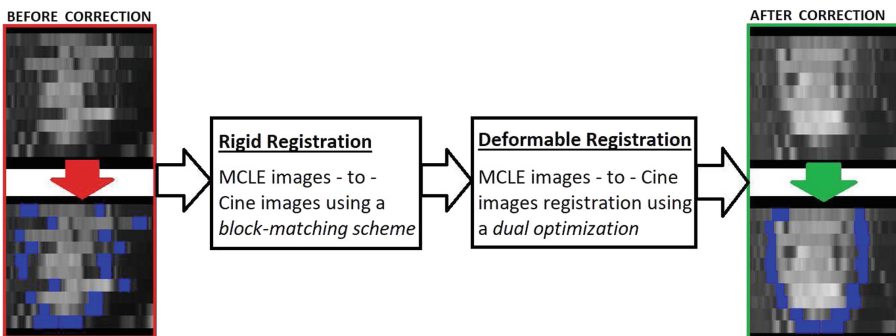 BEFORE CORRECTION
Rigid Registration
MCLE images - to -
Cine images using a
block-matching scheme
Deformable Registration
MCLE images - to - Cine
images registration using
a dual optimization
AFTER CORRECTION